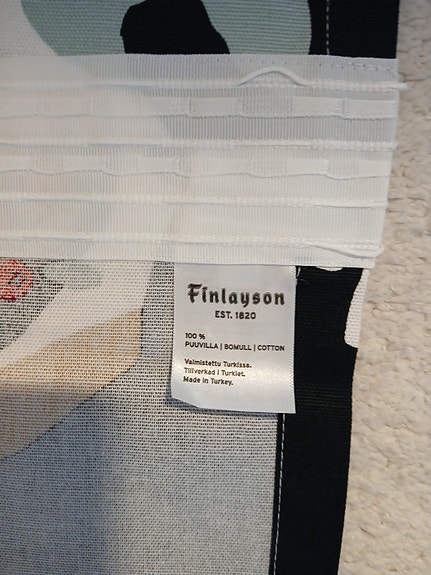 Finlayson
EST. 1820
100 %
PUUVILLA | BOMULL | COTTON
Valmistettu Turkissa.
Tillverkad i Turkiet.
Made in Turkey.